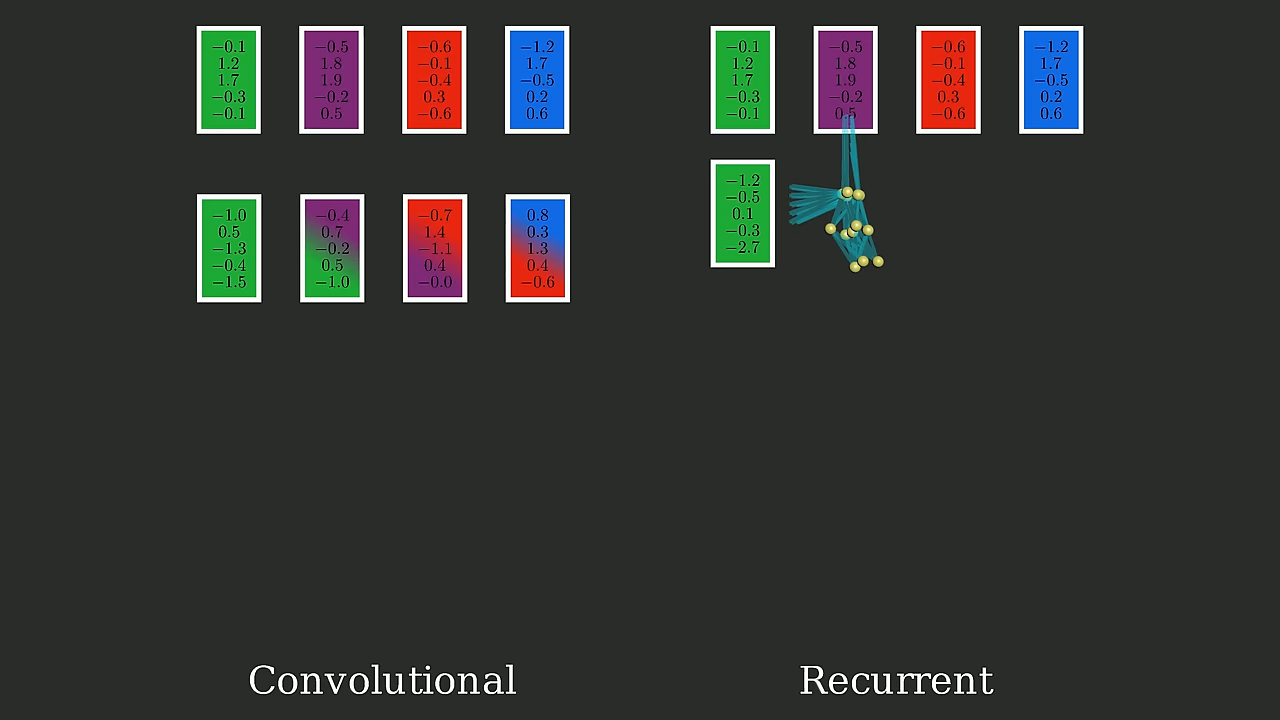 −0.1 −0.5 −0.6 −1.2
1.2 1.8 −0.1 1.7
1.7 1.9 −0.4 −0.5
−0.3 −0.2 0.3 0.2
−0.1 0.5 −0.6 0.6
−1.0 −0.4 −0.7 0.8
0.5 0.7 1.4 0.3
−1.3 −0.2 −1.1 1.3
−0.4 0.5 0.4 0.4
−1.5 −1.0 −0.0 −0.6
Convolutional
−0.1 −0.5 −0.6 −1.2
1.2 1.8 −0.1 1.7
1.7 1.9 −0.4 −0.5
−0.3 −0.2 0.3 0.2
−0.1 0.5 −0.6 0.6
−1.2
−0.5
0.1
−0.3
−2.7
Recurrent